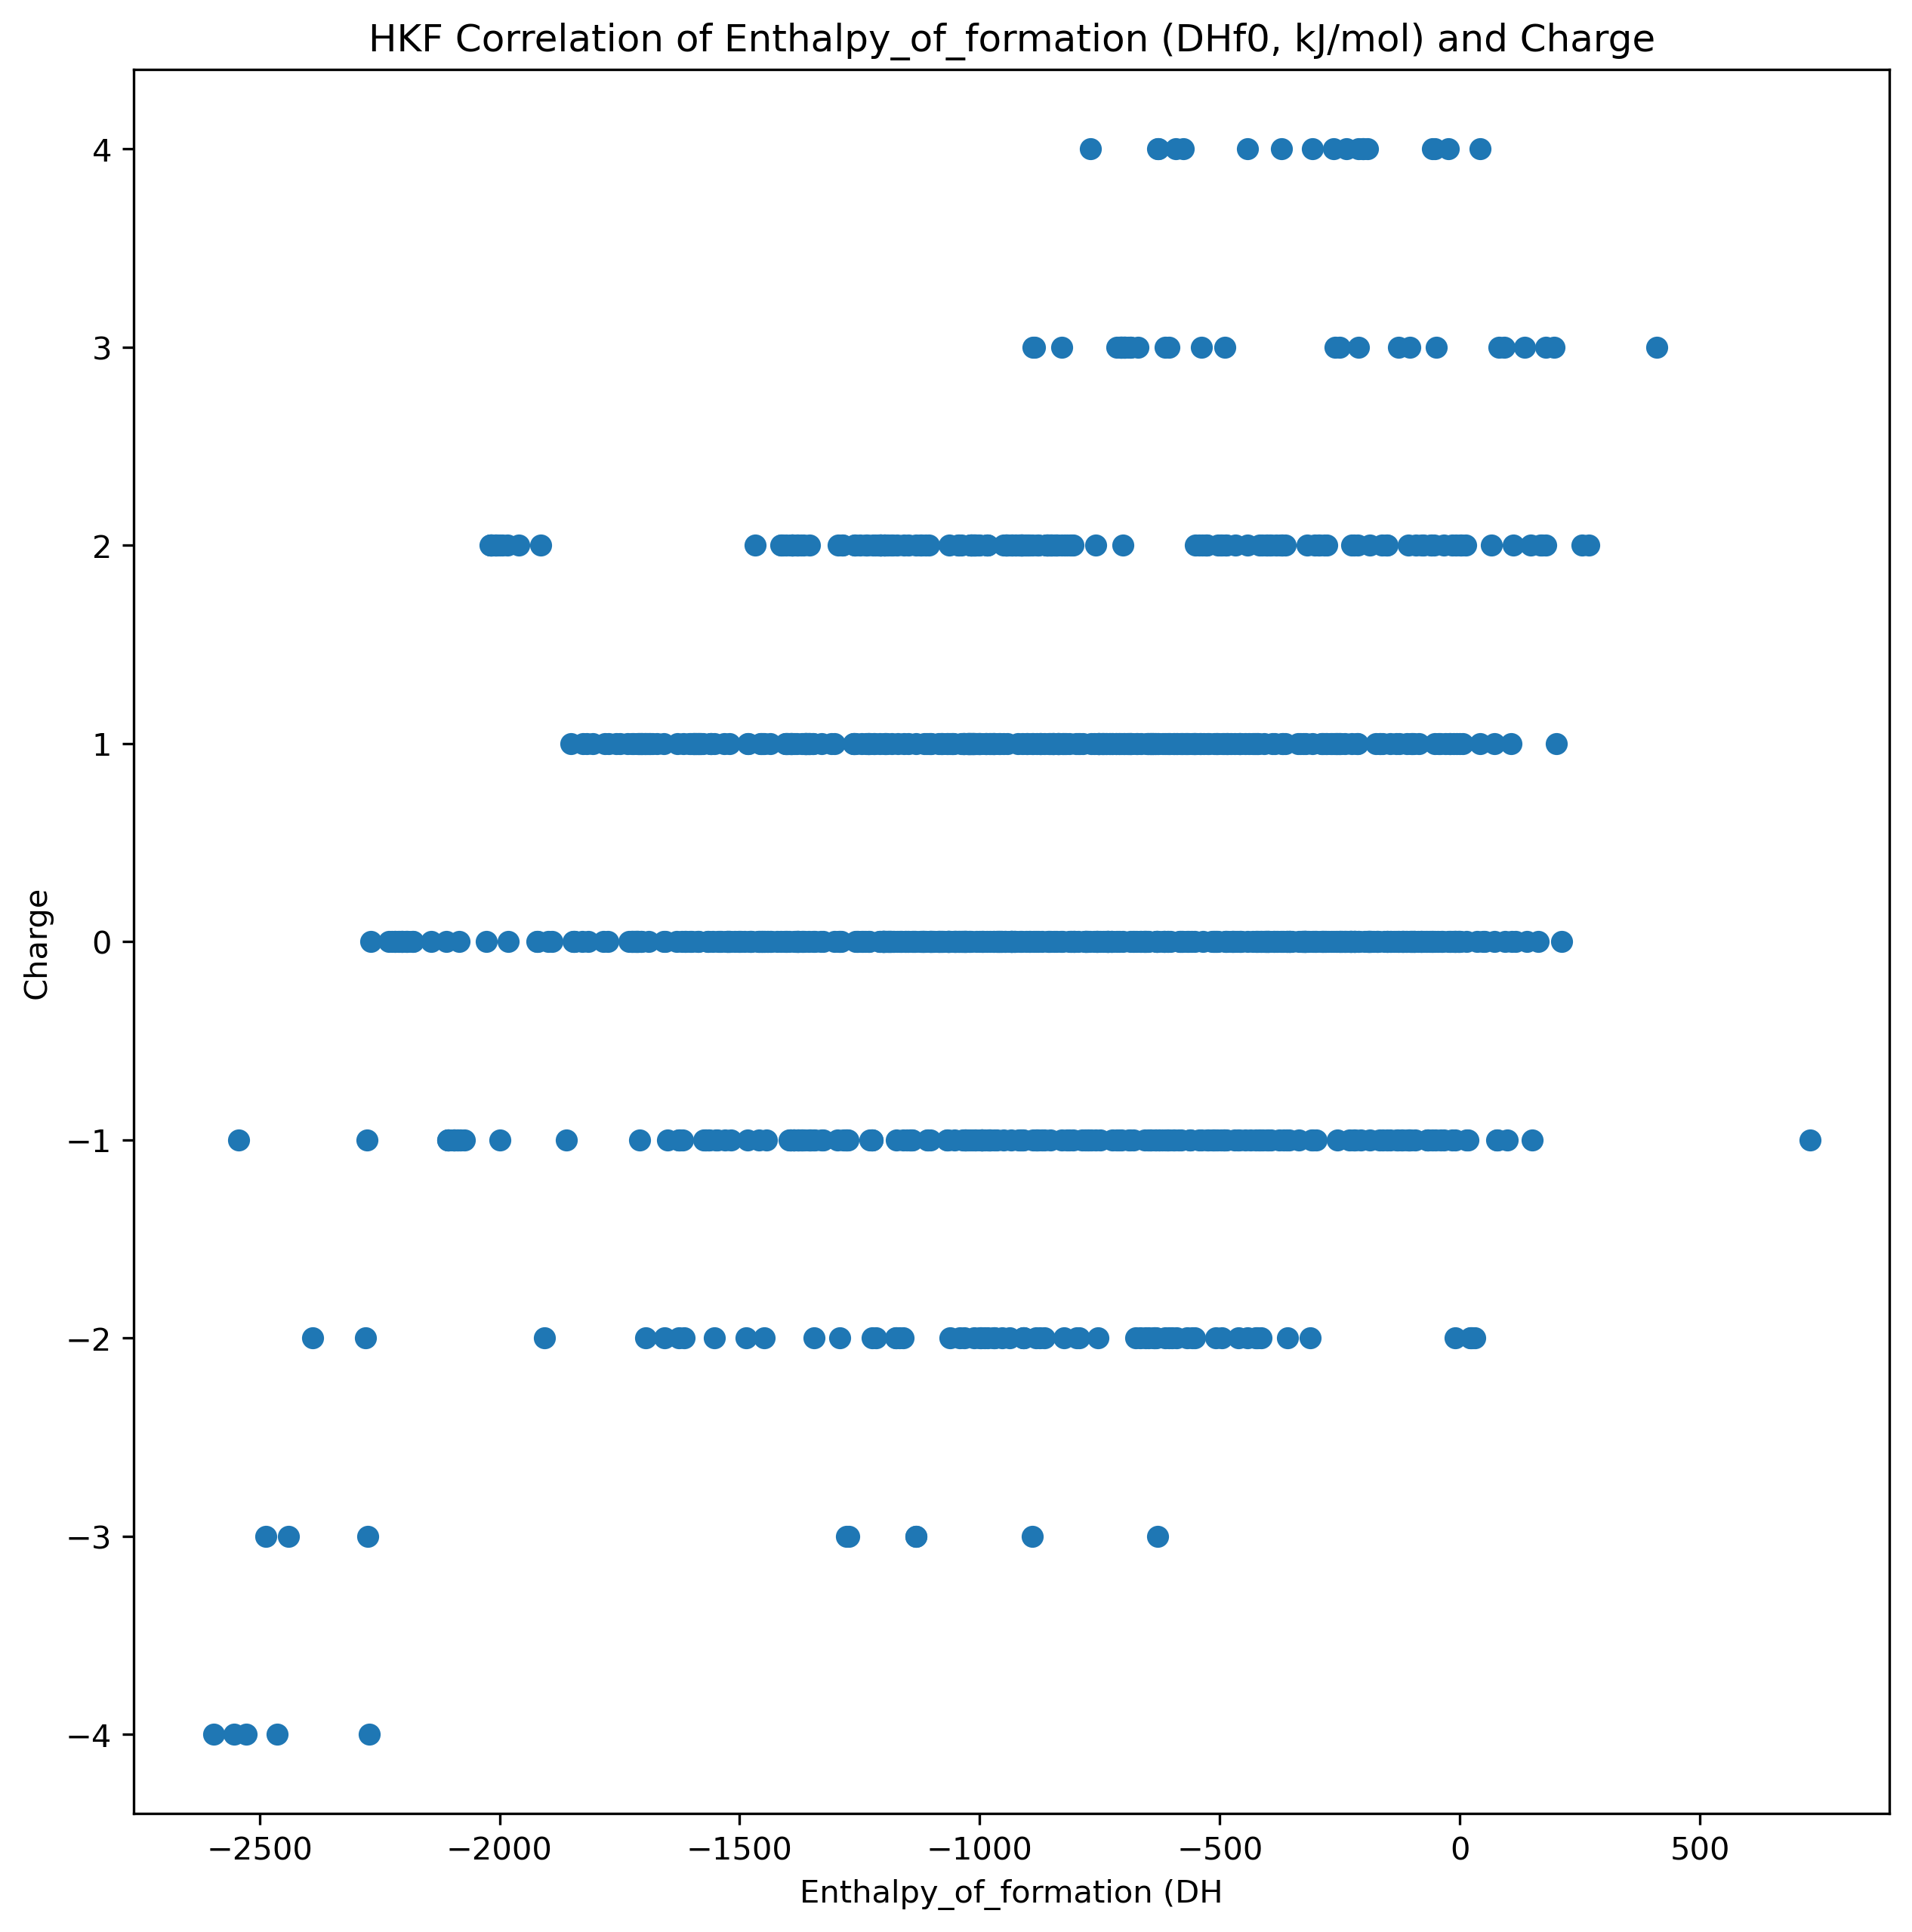 HKF Correlation of Enthalpy_of_formation (DHf0, kJ/mol) and Charge
4
3
2
1
0
−1
−2
−3
−4
Charge
−2500 −2000 −1500 −1000 −500 0 500
Enthalpy_of_formation (DH